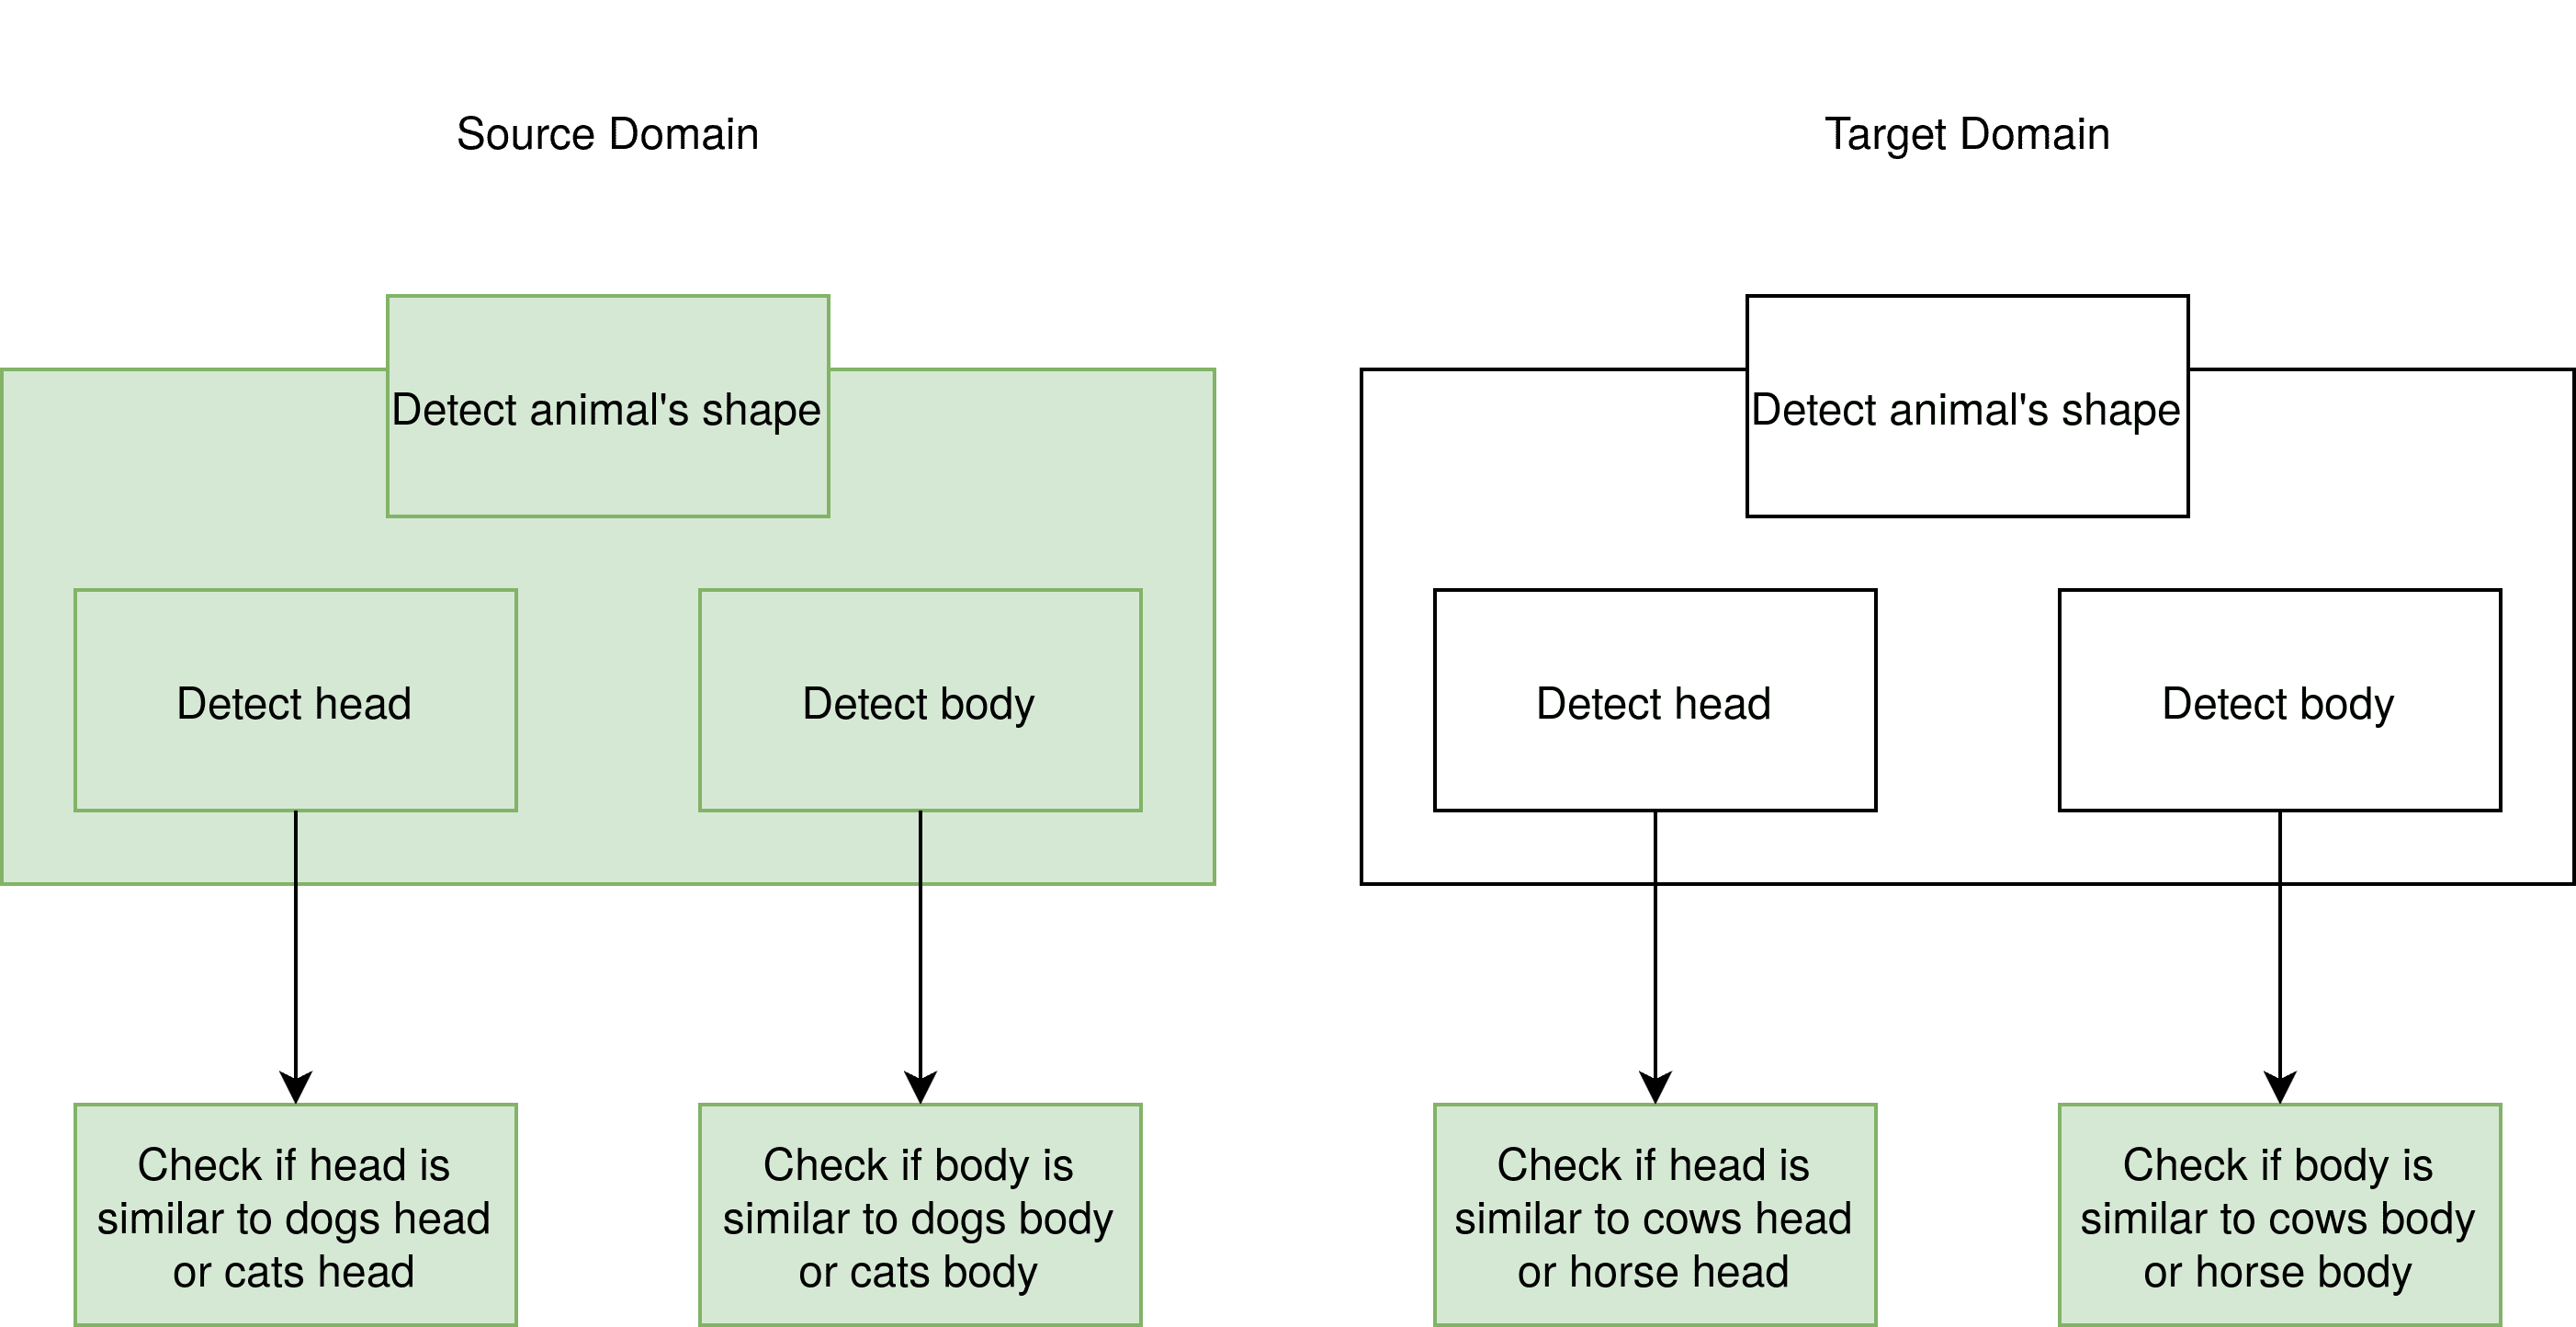 Source Domain
Target Domain
Detect animal's shape
Detect animal's shape
Detect head
Detect body
Detect head
Detect body
Check if head is
similar to dogs head
or cats head
Check if body is
similar to dogs body
or cats body
Check if head is
similar to cows head
or horse head
Check if body is
similar to cows body
or horse body